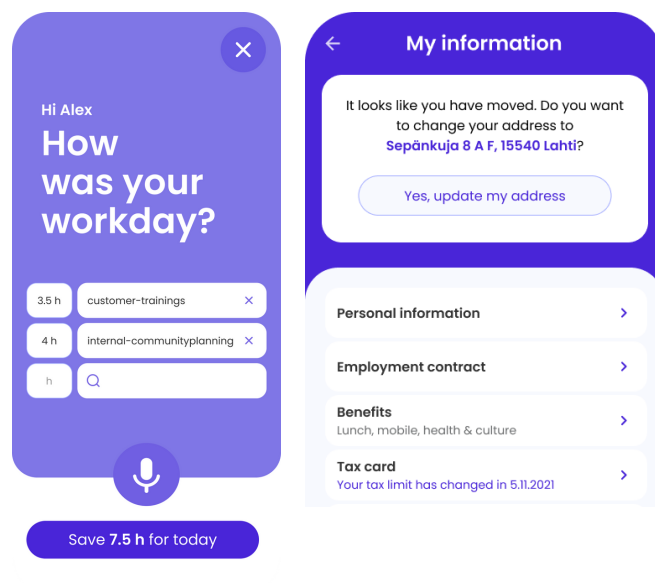 Hi Alex
How
was your
workday?
3.5 h
customer-trainings
4 h
internal-communityplanning
h
Save 7.5 h for today
My information
It looks like you have moved. Do you want
to change your address to
Sepänkuja 8 A F, 15540 Lahti?
Yes, update my address
Personal information
Employment contract
Benefits
Lunch, mobile, health & culture
Tax card
Your tax limit has changed in 5.11.2021